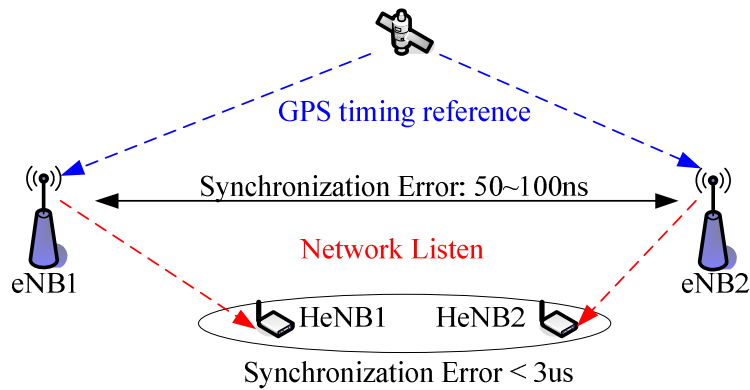 GPS timing reference
Synchronization Error: 50~100ns
Network Listen
eNB1
eNB2
HeNB1
HeNB2
Synchronization Error < 3us